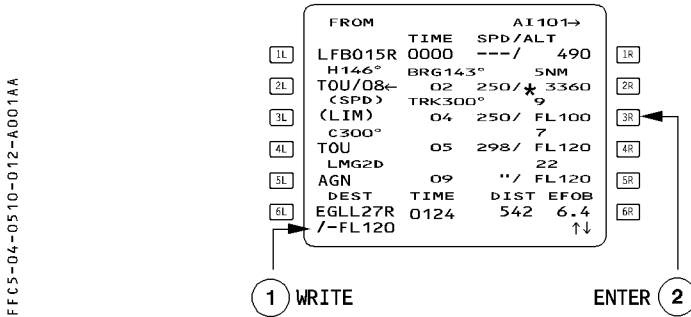 FROM AI101→
TIME SPD/ALT
1L LFBO15R 0000 ---/ 490 1R
H146° BRG143° 5NM
2L TOU/08← 02 250/* 3360 2R
(SPD) TRK300° 9
3L (LIM) 04 250/ FL100 3R
C300° 7
4L TOU 05 298/ FL120 4R
LMG2D 22
5L AGN 09 "/ FL120 5R
DEST TIME DIST EFOB
6L EGLL27R 0124 542 6.4 6R
/-FL120 ↑↓
1 WRITE ENTER 2
FFC5-04-0510-012-A001AA